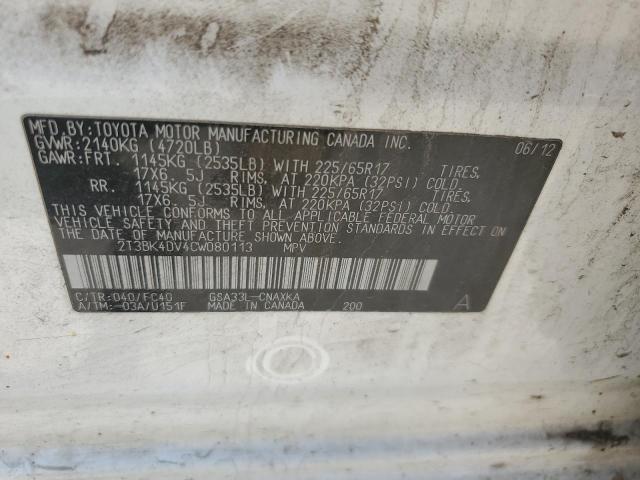 MFD. BY: TOYOTA MOTOR MANUFACTURING CANADA INC. 06/12
GVWR: 2140KG (4720LB)
GAWR: FRT. 1145KG (2535LB) WITH 225/65R17 TIRES,
17X6.5J RIMS, AT 220KPA (32PSI) COLD.
RR. 1145KG (2535LB) WITH 225/65R17 TIRES,
17X6.5J RIMS, AT 220KPA (32PSI) COLD.
THIS VEHICLE CONFORMS TO ALL APPLICABLE FEDERAL MOTOR
VEHICLE SAFETY AND THEFT PREVENTION STANDARDS IN EFFECT ON
THE DATE OF MANUFACTURE SHOWN ABOVE.
2T3BK4DV4CW080113 MPV
C/TR: 040/FC40 GSA33L-CNAXKA
A/TM: -03A/U151F MADE IN CANADA 200 A